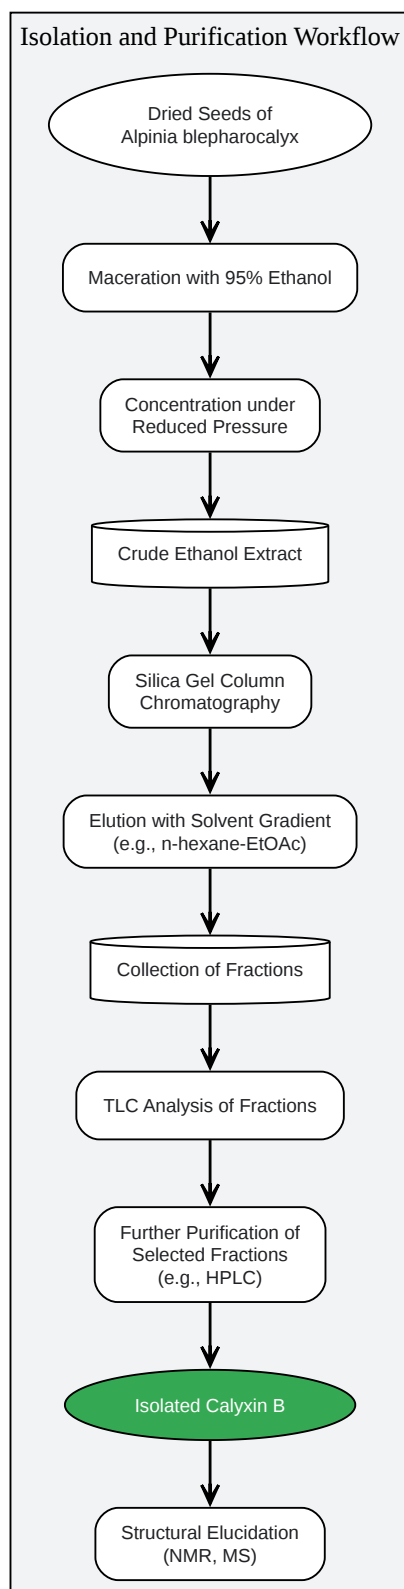 Isolation and Purification Workflow
Dried Seeds of
Alpinia blepharocalyx
Maceration with 95% Ethanol
Concentration under
Reduced Pressure
Crude Ethanol Extract
Silica Gel Column
Chromatography
Elution with Solvent Gradient
(e.g., n-hexane-EtOAc)
Collection of Fractions
TLC Analysis of Fractions
Further Purification of
Selected Fractions
(e.g., HPLC)
Isolated Calyxin B
Structural Elucidation
(NMR, MS)